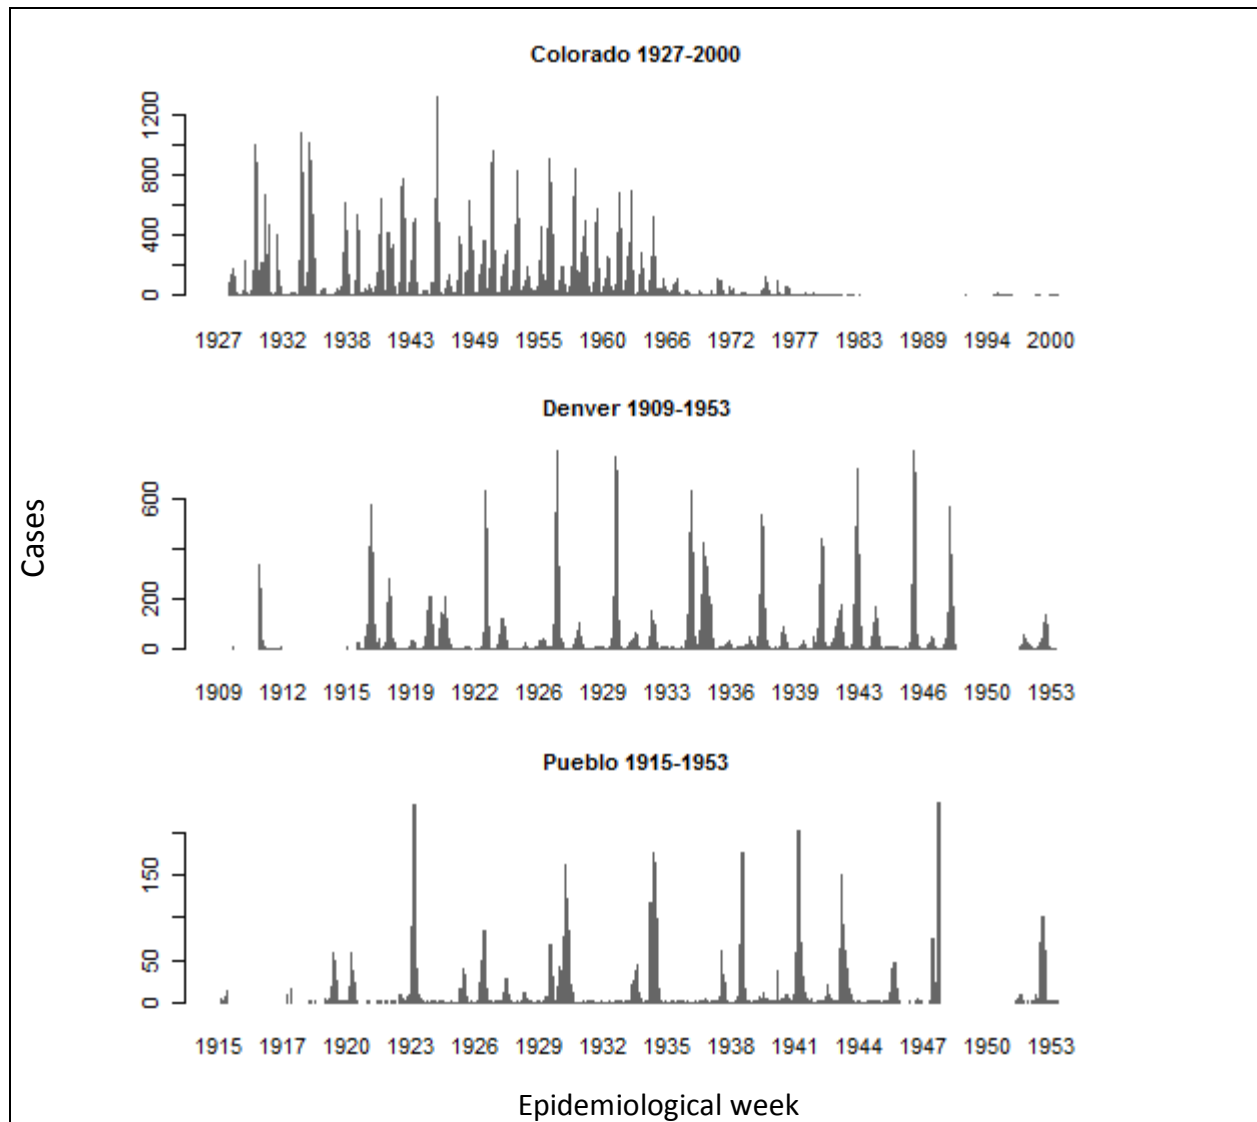 Colorado 1927-2000
1200
800
400
0
1927 1932 1938 1943 1949 1955 1960 1966 1972 1977 1983 1989 1994 2000
Denver 1909-1953
Cases
600
200
0
1909 1912 1915 1919 1922 1926 1929 1933 1936 1939 1943 1946 1950 1953
Pueblo 1915-1953
150
50
0
1915 1917 1920 1923 1926 1929 1932 1935 1938 1941 1944 1947 1950 1953
Epidemiological week